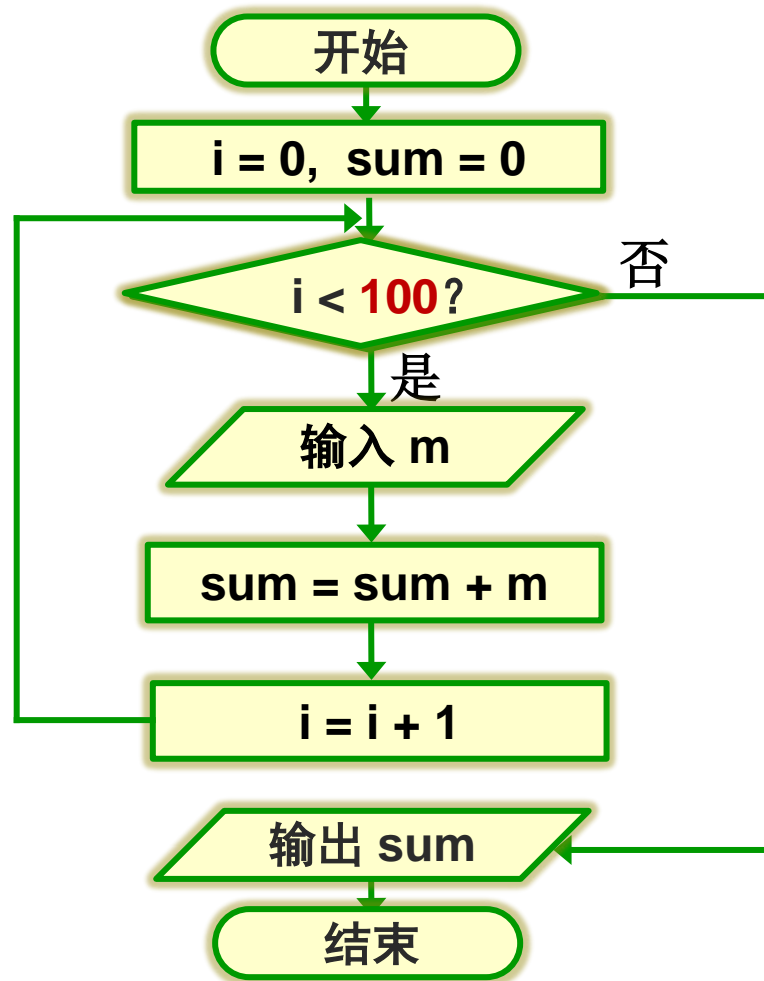 开始
i = 0, sum = 0
i < 100？
否
是
输入 m
sum = sum + m
i = i + 1
输出 sum
结束